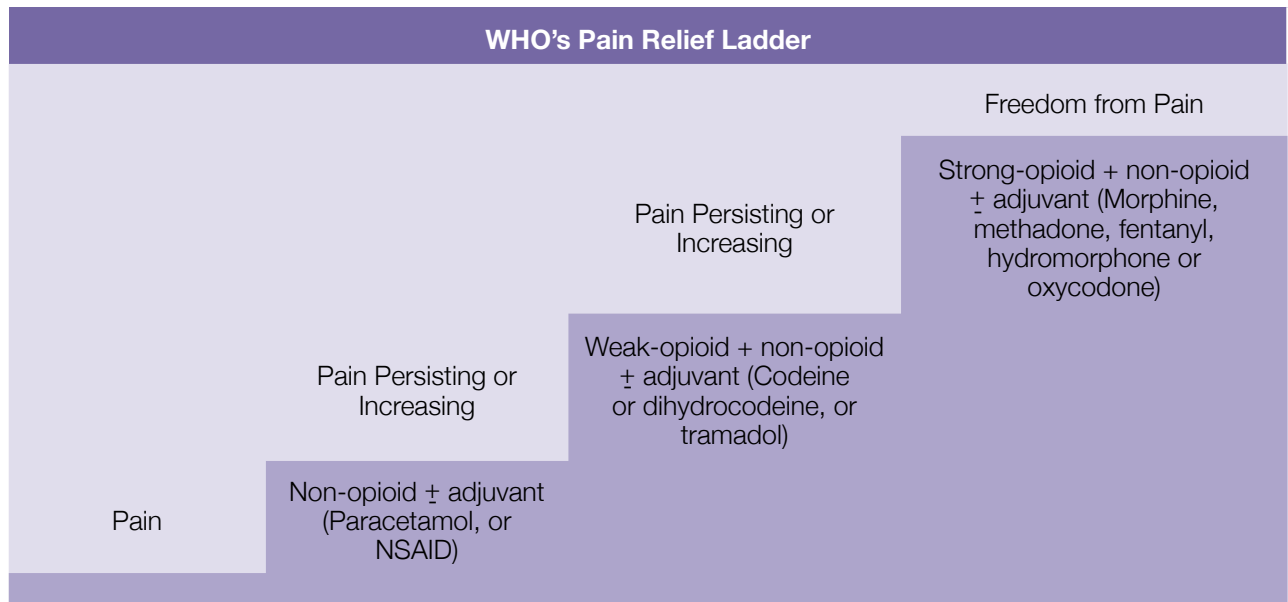 WHO's Pain Relief Ladder
Freedom from Pain
Strong-opioid + non-opioid
± adjuvant (Morphine,
methadone, fentanyl,
hydromorphone or
oxycodone)
Pain Persisting or
Increasing
Weak-opioid + non-opioid
± adjuvant (Codeine
or dihydrocodeine, or
tramadol)
Pain Persisting or
Increasing
Non-opioid ± adjuvant
(Paracetamol, or
NSAID)
Pain